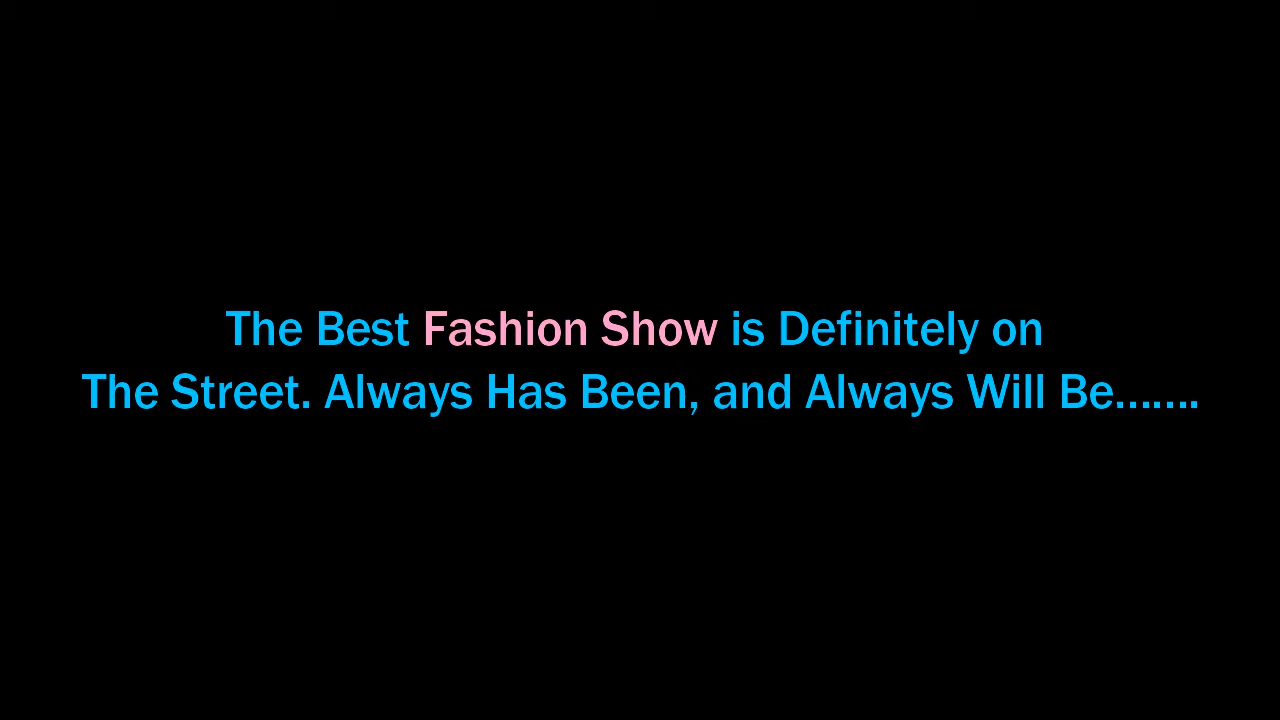 The Best Fashion Show is Definitely on
The Street. Always Has Been, and Always Will Be.......